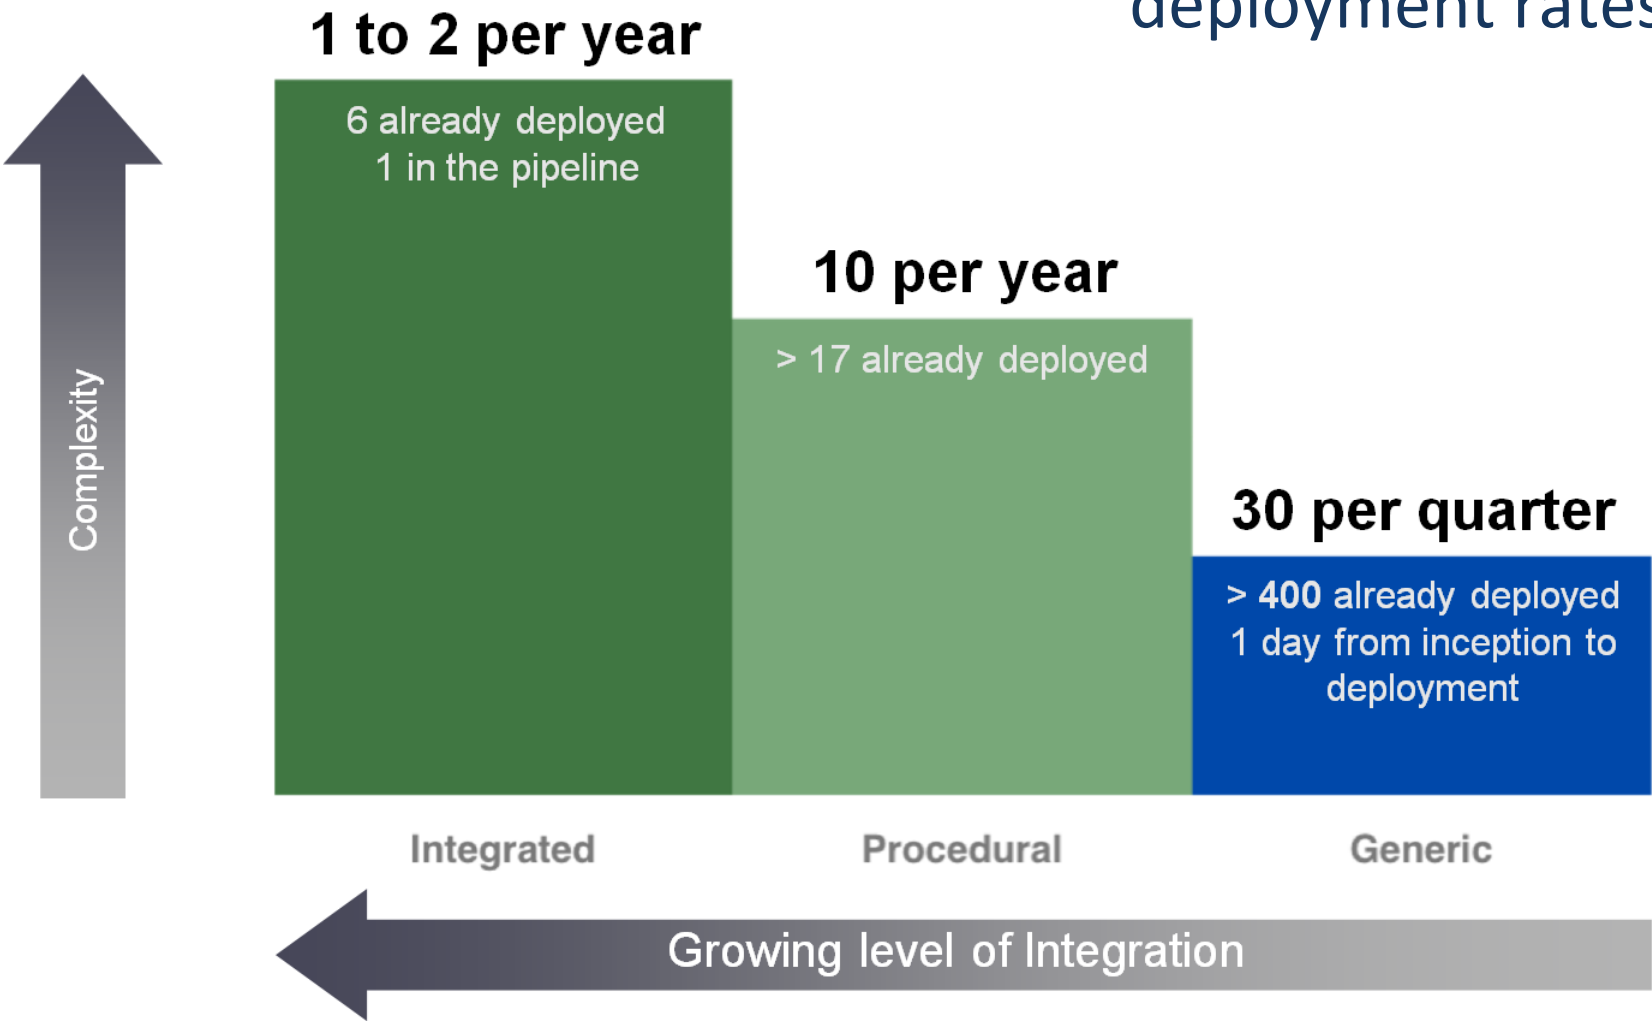 deployment rates
1 to 2 per year
6 already deployed
1 in the pipeline
10 per year
> 17 already deployed
30 per quarter
> 400 already deployed
1 day from inception to
deployment
Complexity
Integrated
Procedural
Generic
Growing level of Integration